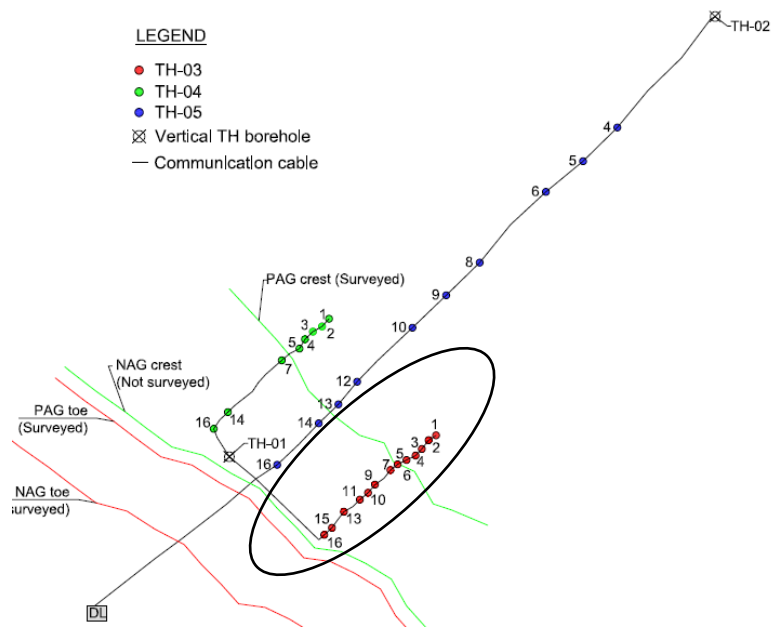 LEGEND
TH-03
TH-04
TH-05
Vertical TH borehole
Communication cable
TH-02
4
5
6
8
9
10
12
13
14
16
PAG crest (Surveyed)
1
2
3
4
5
7
14
16
NAG crest
(Not surveyed)
PAG toe
(Surveyed)
TH-01
NAG toe
surveyed)
1
2
3
4
5
6
7
9
10
11
13
15
16
DL